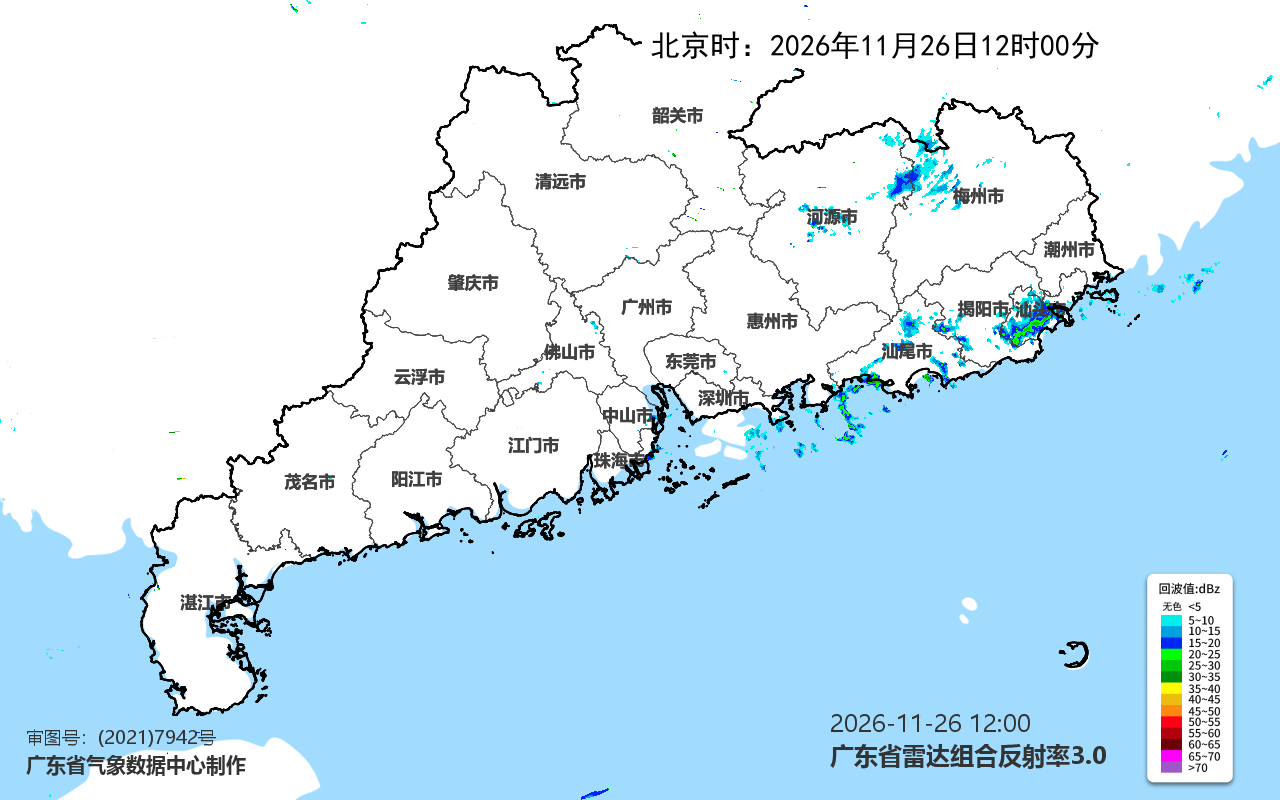 北京时：2026年11月26日12时00分
韶关市
清远市
梅州市
河源市
潮州市
肇庆市
广州市
揭阳市
汕头市
惠州市
佛山市
汕尾市
东莞市
云浮市
深圳市
中山市
江门市
珠海市
阳江市
茂名市
湛江市
回波值:dBz
无色 <5
5~10
10~15
15~20
20~25
25~30
30~35
35~40
40~45
45~50
50~55
55~60
60~65
65~70
>70
2026-11-26 12:00
广东省雷达组合反射率3.0
审图号：(2021)7942号
广东省气象数据中心制作